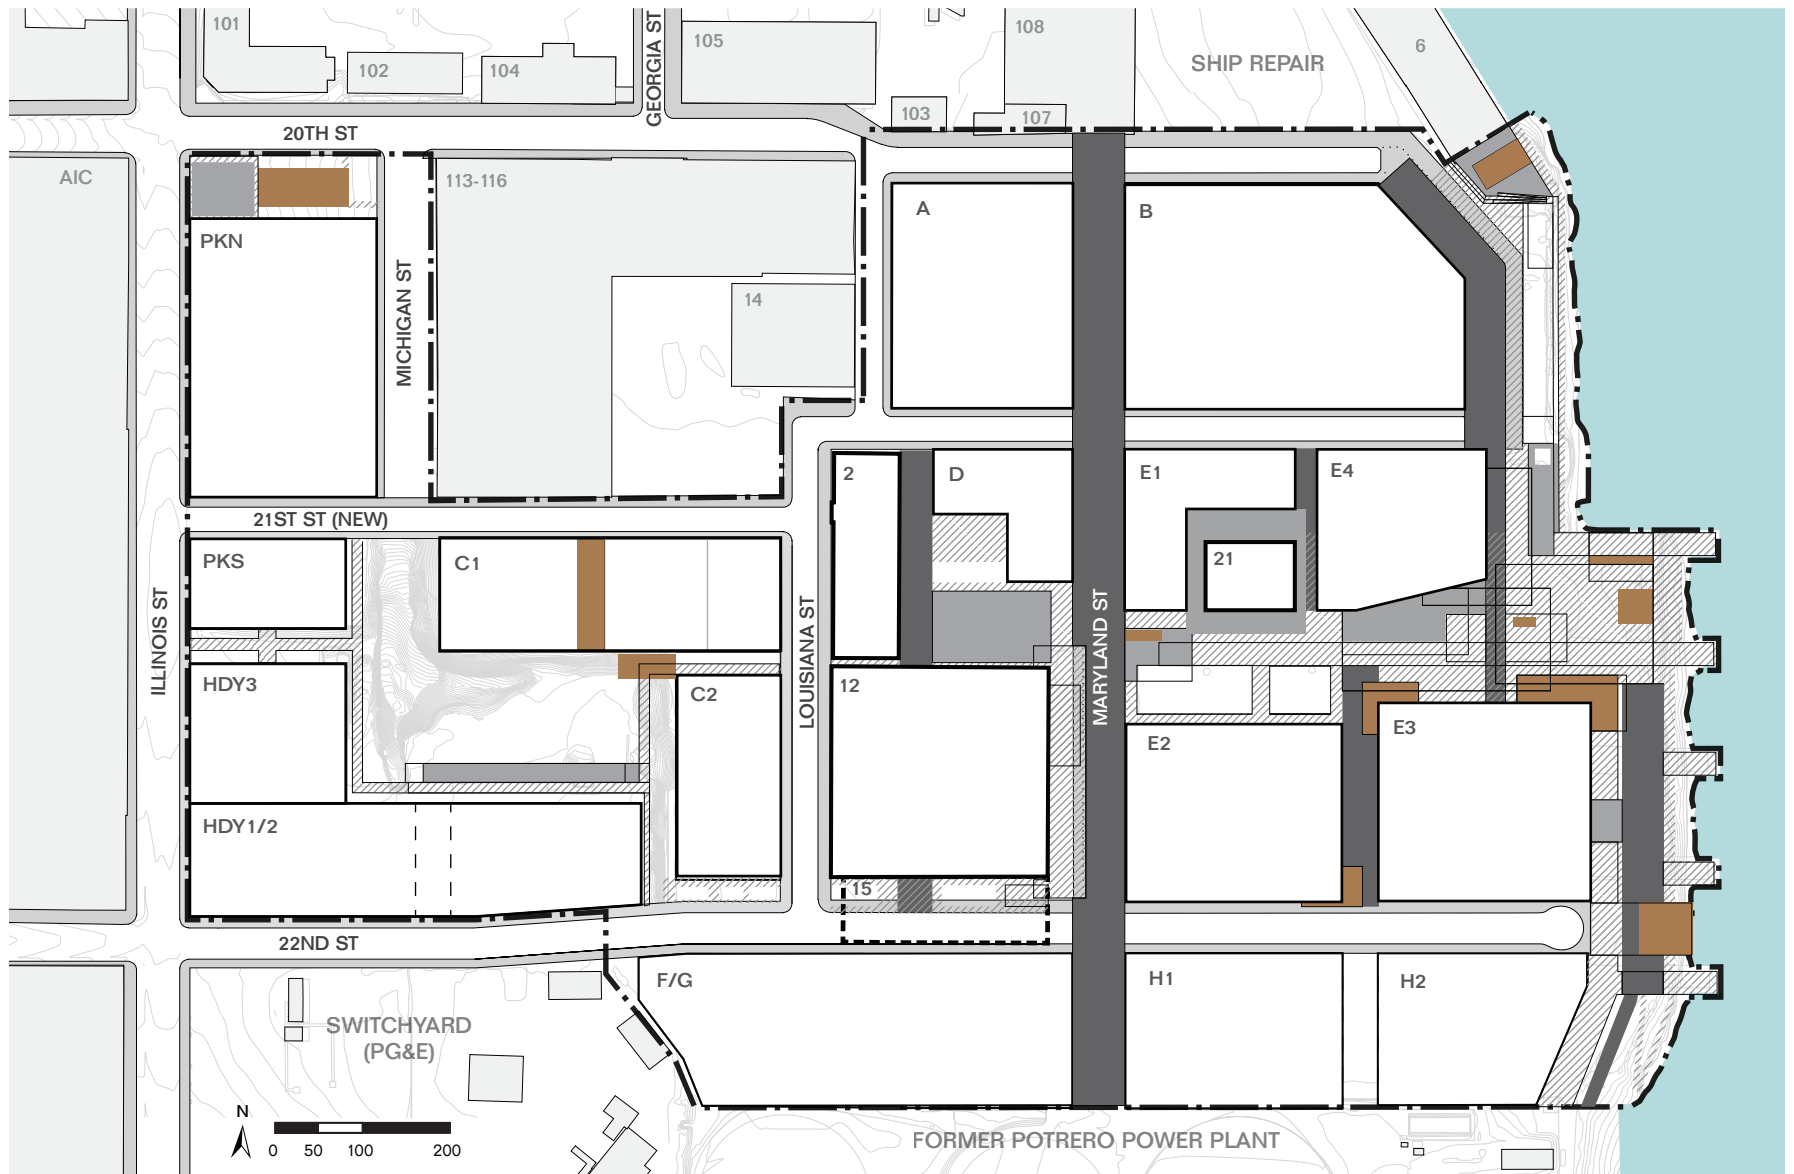 101
102
104
GEORGIA ST
105
108
SHIP REPAIR
6
103
107
20TH ST
AIC
113-116
PKN
A
B
MICHIGAN ST
14
2
D
E1
E4
21ST ST (NEW)
PKS
C1
21
ILLINOIS ST
LOUISIANA ST
MARYLAND ST
HDY3
C2
12
E2
E3
HDY1/2
15
22ND ST
F/G
H1
H2
SWITCHYARD
(PG&E)
N
0 50 100 200
FORMER POTRERO POWER PLANT